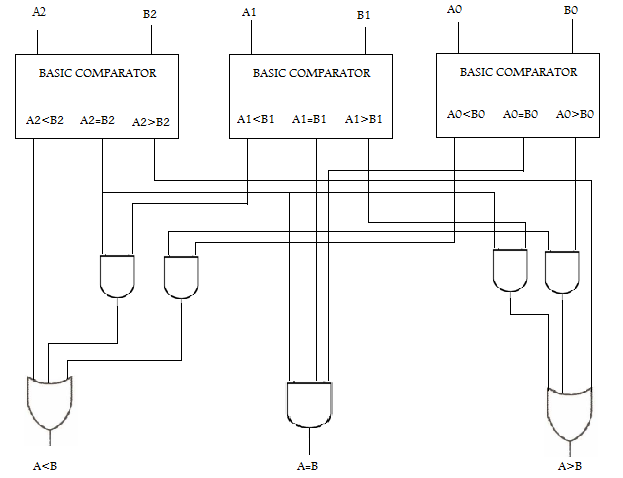 A2 B2 A1 B1 A0 B0
BASIC COMPARATOR BASIC COMPARATOR BASIC COMPARATOR
A2<B2 A2=B2 A2>B2 A1<B1 A1=B1 A1>B1 A0<B0 A0=B0 A0>B0
A<B A=B A>B